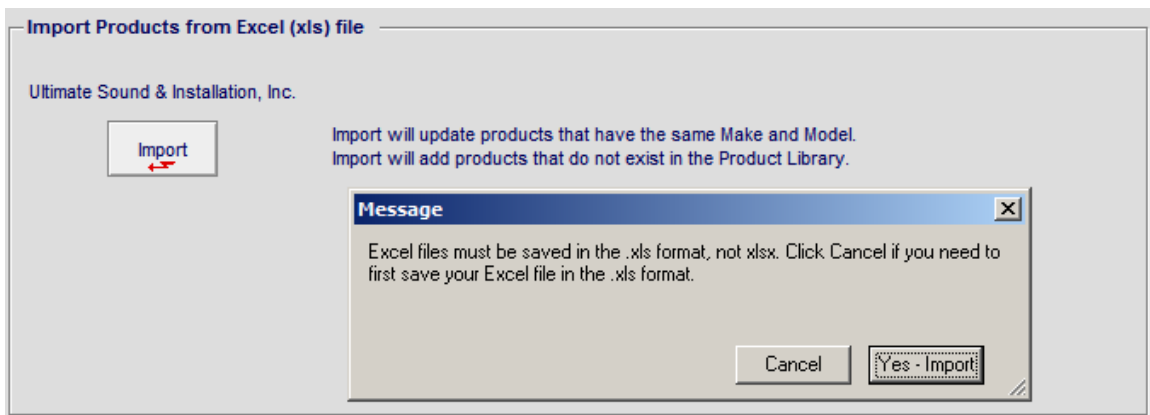 Import Products from Excel (xls) file
Ultimate Sound & Installation, Inc.
Import
Import will update products that have the same Make and Model.
Import will add products that do not exist in the Product Library.
Message
Excel files must be saved in the .xls format, not xlsx. Click Cancel if you need to
first save your Excel file in the .xls format.
Cancel
Yes - Import